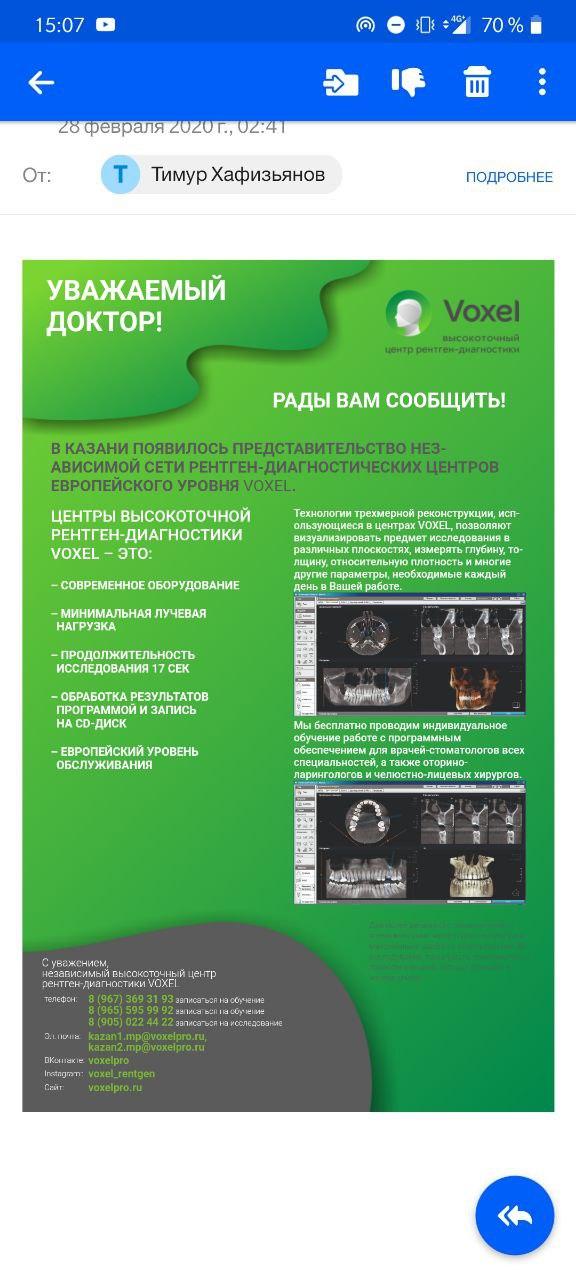 15:07
4G+
70 %
28 февраля 2020 г., 02:41
От:
Т
Тимур Хафизьянов
ПОДРОБНЕЕ
УВАЖАЕМЫЙ
ДОКТОР!
Voxel
высокоточный
центр рентген-диагностики
РАДЫ ВАМ СООБЩИТЬ!
В КАЗАНИ ПОЯВИЛОСЬ ПРЕДСТАВИТЕЛЬСТВО НЕЗ-
АВИСИМОЙ СЕТИ РЕНТГЕН-ДИАГНОСТИЧЕСКИХ ЦЕНТРОВ
ЕВРОПЕЙСКОГО УРОВНЯ VOXEL.
ЦЕНТРЫ ВЫСОКОТОЧНОЙ
РЕНТГЕН-ДИАГНОСТИКИ
VOXEL – ЭТО:
– СОВРЕМЕННОЕ ОБОРУДОВАНИЕ
– МИНИМАЛЬНАЯ ЛУЧЕВАЯ
НАГРУЗКА
– ПРОДОЛЖИТЕЛЬНОСТЬ
ИССЛЕДОВАНИЯ 17 СЕК
– ОБРАБОТКА РЕЗУЛЬТАТОВ
ПРОГРАММОЙ И ЗАПИСЬ
НА CD-ДИСК
– ЕВРОПЕЙСКИЙ УРОВЕНЬ
ОБСЛУЖИВАНИЯ
Технологии трехмерной реконструкции, исп-
ользующиеся в центрах VOXEL, позволяют
визуализировать предмет исследования в
различных плоскостях, измерять глубину, то-
лщину, относительную плотность и многие
другие параметры, необходимые каждый
день в Вашей работе.
Мы бесплатно проводим индивидуальное
обучение работе с программным
обеспечением для врачей-стоматологов всех
специальностей, а также оторино-
ларингологов и челюстно-лицевых хирургов.
С уважением,
независимый высокоточный центр
рентген-диагностики VOXEL
телефон: 8 (967) 369 31 93 записаться на обучение
8 (965) 595 99 92 записаться на обучение
8 (905) 022 44 22 записаться на исследование
Эл. почта: kazan1.mp@voxelpro.ru,
kazan2.mp@voxelpro.ru
ВКонтакте: voxelpro
Instagram: voxel_rentgen
Сайт: voxelpro.ru